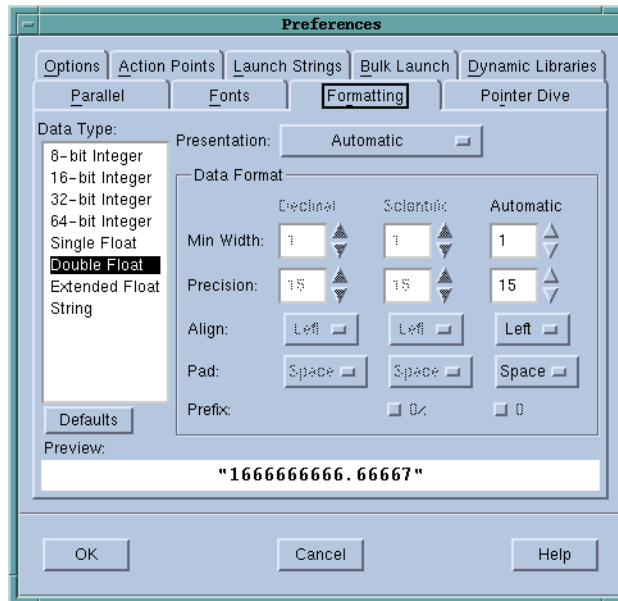 Preferences
Options Action Points Launch Strings Bulk Launch Dynamic Libraries
Parallel Fonts Formatting Pointer Dive
Data Type:
8-bit Integer
16-bit Integer
32-bit Integer
64-bit Integer
Single Float
Double Float
Extended Float
String
Defaults
Presentation: Automatic
Data Format
Decimal Scientific Automatic
Min Width: 1 1 1
Precision: 15 15 15
Align: Left Left Left
Pad: Space Space Space
Prefix: 0
Preview:
"1666666666.66667"
OK Cancel Help